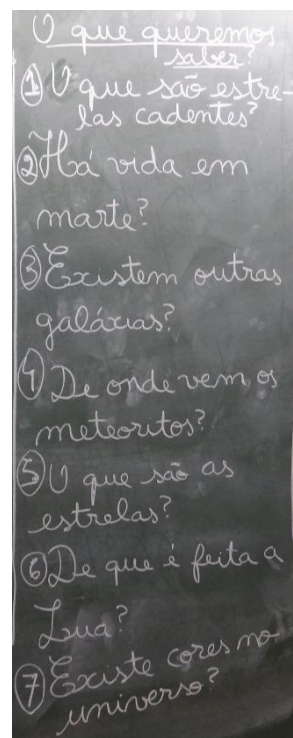 O que queremos
saber?
① O que são estre-
las cadentes?
② Há vida em
marte?
③ Existem outras
galáxias?
④ De onde vem os
meteoritos?
⑤ O que são as
estrelas?
⑥ De que é feita a
Lua?
⑦ Existe cores no
universo?